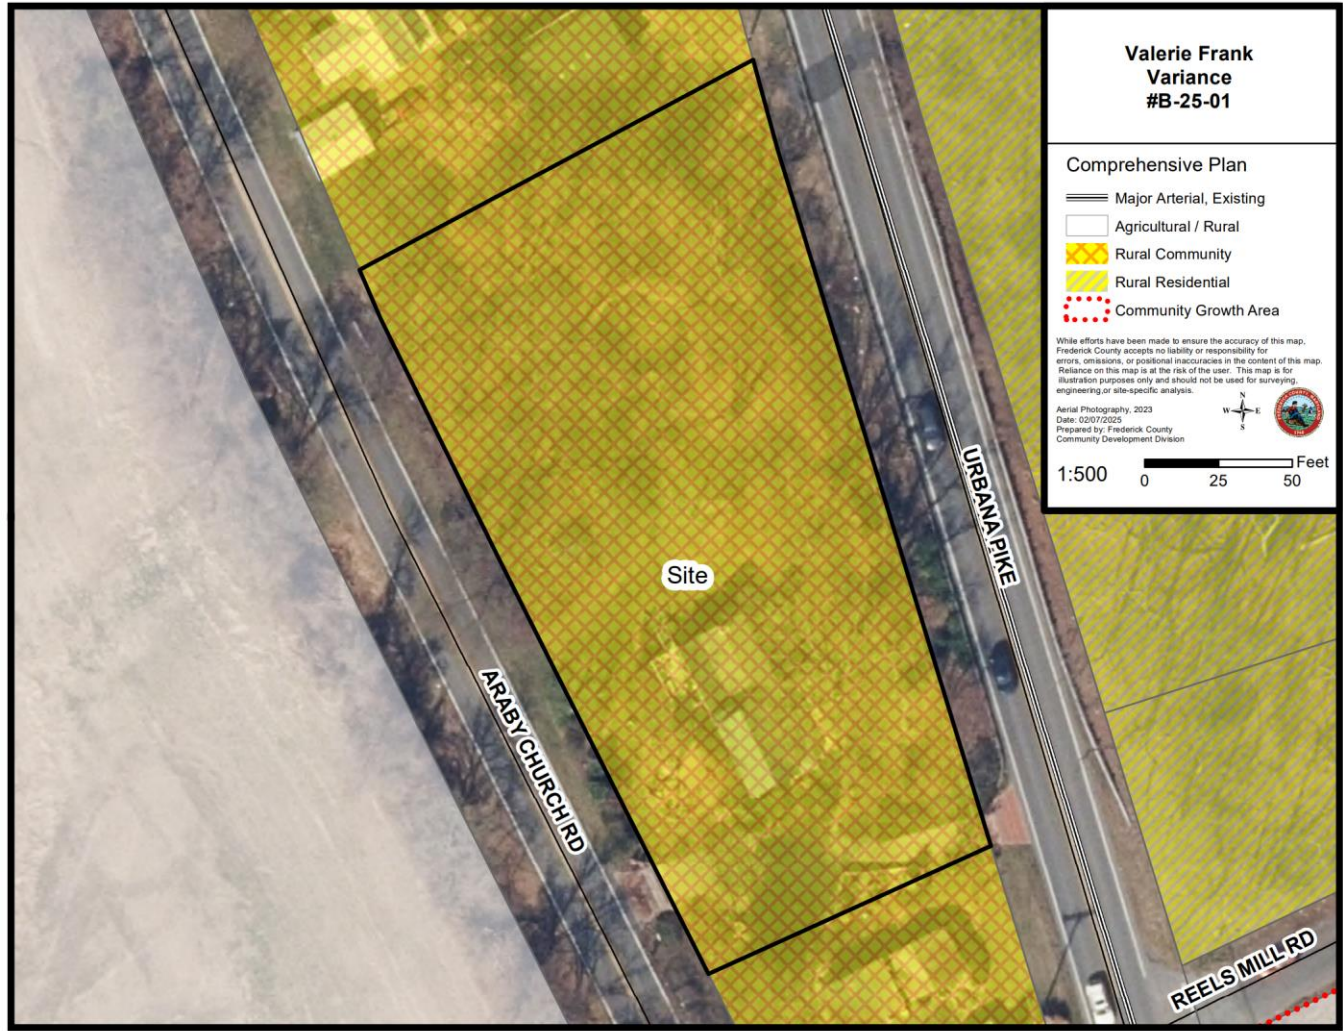 Valerie Frank
Variance
#B-25-01
Comprehensive Plan
Major Arterial, Existing
Agricultural / Rural
Rural Community
Rural Residential
Community Growth Area
While efforts have been made to ensure the accuracy of this map,
Frederick County accepts no liability or responsibility for
errors, omissions, or positional inaccuracies in the content of this map.
Reliance on this map is at the risk of the user. This map is for
illustration purposes only and should not be used for surveying,
engineering,or site-specific analysis.
Aerial Photography, 2023
Date: 02/07/2025
Prepared by: Frederick County
Community Development Division
N
W E
S
1:500
Feet
0 25 50
URBANA PIKE
Site
ARABY CHURCH RD
REELS MILL RD